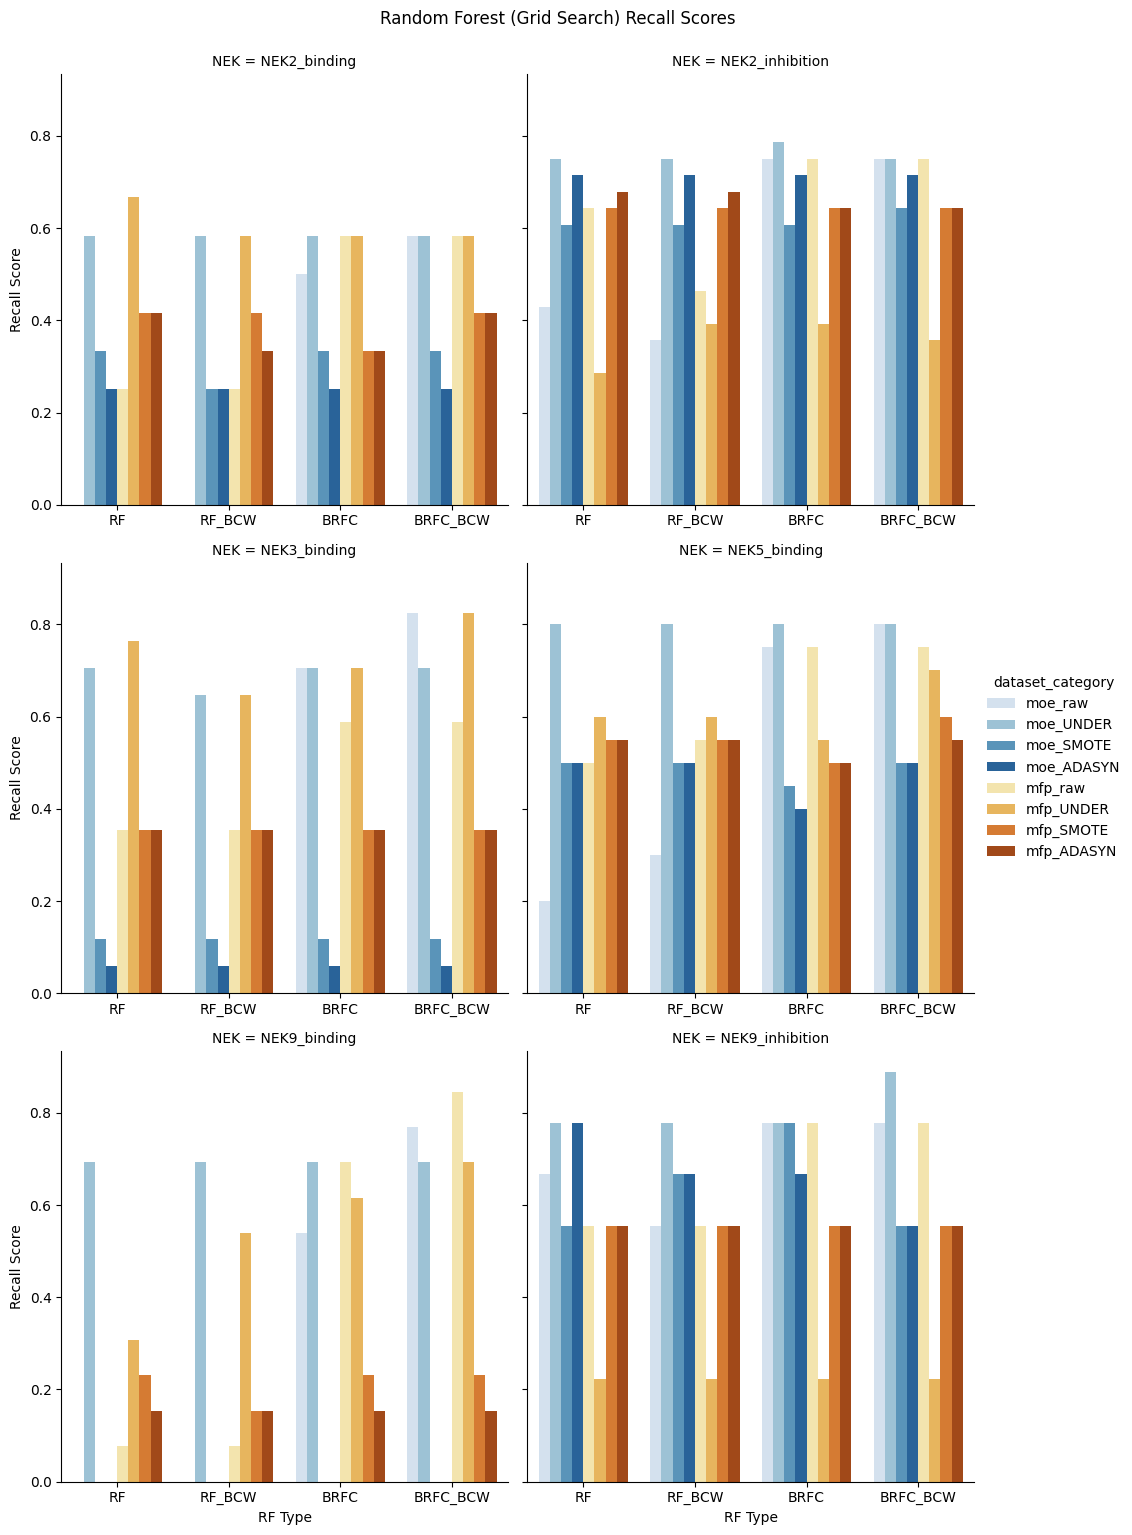 Random Forest (Grid Search) Recall Scores
NEK = NEK2_binding
NEK = NEK2_inhibition
0.8
0.6
0.4
0.2
0.0
Recall Score
RF RF_BCW BRFC BRFC_BCW
RF RF_BCW BRFC BRFC_BCW
NEK = NEK3_binding
NEK = NEK5_binding
0.8
0.6
0.4
0.2
0.0
Recall Score
RF RF_BCW BRFC BRFC_BCW
RF RF_BCW BRFC BRFC_BCW
dataset_category
moe_raw
moe_UNDER
moe_SMOTE
moe_ADASYN
mfp_raw
mfp_UNDER
mfp_SMOTE
mfp_ADASYN
NEK = NEK9_binding
NEK = NEK9_inhibition
0.8
0.6
0.4
0.2
0.0
Recall Score
RF RF_BCW BRFC BRFC_BCW
RF Type
RF RF_BCW BRFC BRFC_BCW
RF Type